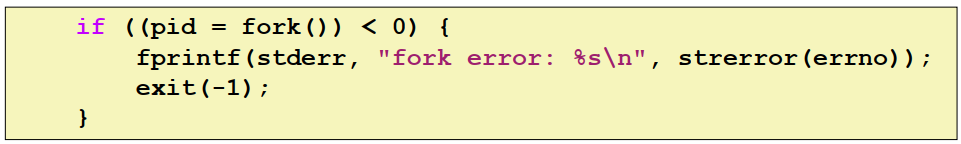 if ((pid = fork()) < 0) {
fprintf(stderr, "fork error: %s\n", strerror(errno));
exit(-1);
}